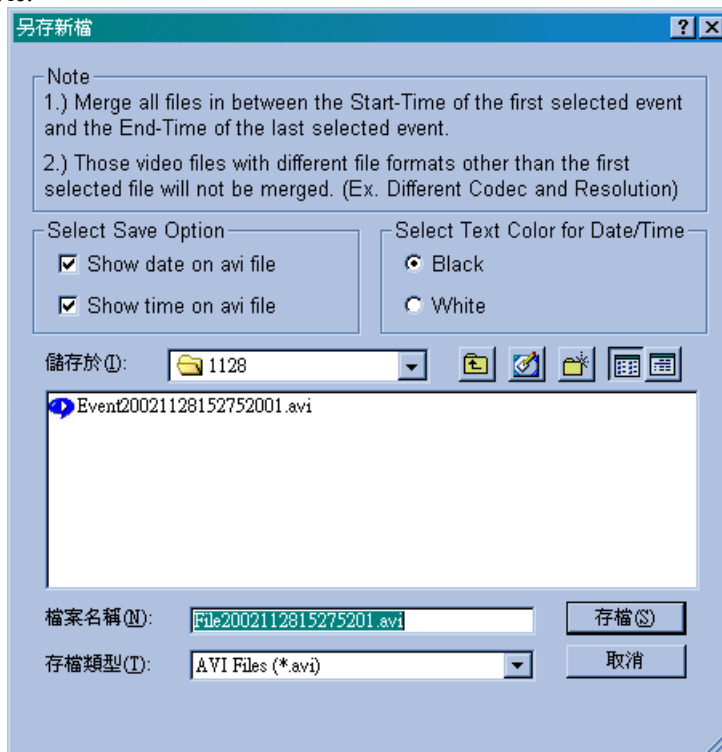 另存新檔
Note
1.) Merge all files in between the Start-Time of the first selected event
and the End-Time of the last selected event.
2.) Those video files with different file formats other than the first
selected file will not be merged. (Ex. Different Codec and Resolution)
Select Save Option
Show date on avi file
Show time on avi file
Select Text Color for Date/Time
Black
White
儲存於(I):
1128
Event20021128152752001.avi
檔案名稱(N):
File2002112815275201.avi
存檔(S)
存檔類型(T):
AVI Files (*.avi)
取消